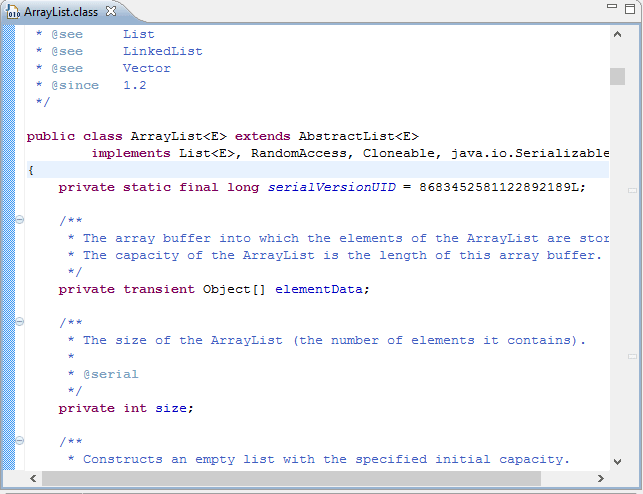 ArrayList.class
* @see List
* @see LinkedList
* @see Vector
* @since 1.2
*/
public class ArrayList<E> extends AbstractList<E>
implements List<E>, RandomAccess, Cloneable, java.io.Serializable
{
private static final long serialVersionUID = 8683452581122892189L;
/**
* The array buffer into which the elements of the ArrayList are stor
* The capacity of the ArrayList is the length of this array buffer.
*/
private transient Object[] elementData;
/**
* The size of the ArrayList (the number of elements it contains).
*
* @serial
*/
private int size;
/**
* Constructs an empty list with the specified initial capacity.